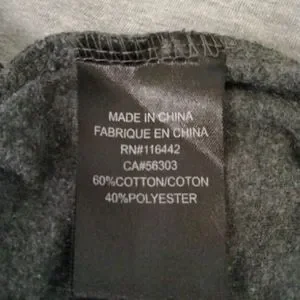 MADE IN CHINA
FABRIQUE EN CHINA
RN#116442
CA#56303
60%COTTON/COTON
40%POLYESTER